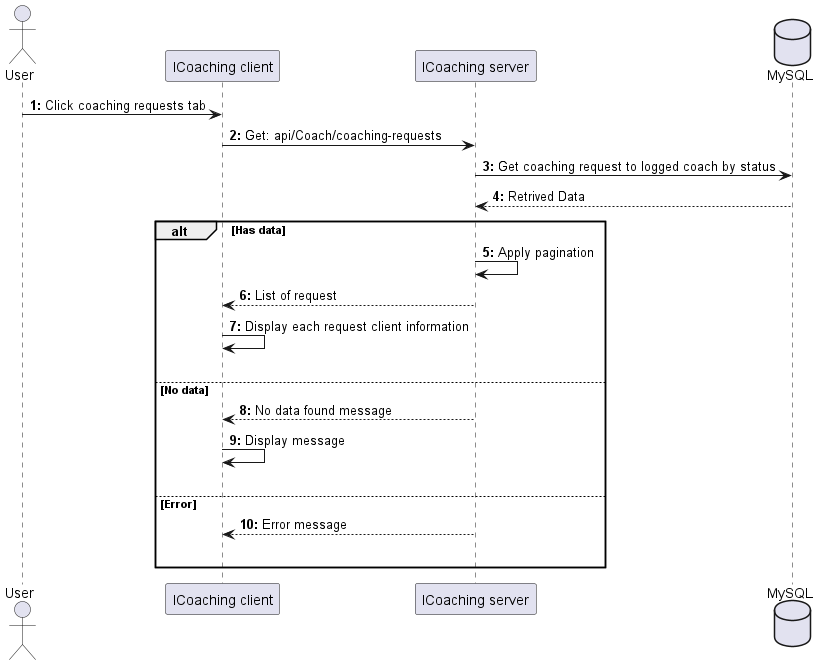 User
ICoaching client
ICoaching server
MySQL
1: Click coaching requests tab
2: Get: api/Coach/coaching-requests
3: Get coaching request to logged coach by status
4: Retrived Data
alt
[Has data]
5: Apply pagination
6: List of request
7: Display each request client information
[No data]
8: No data found message
9: Display message
[Error]
10: Error message
User
ICoaching client
ICoaching server
MySQL